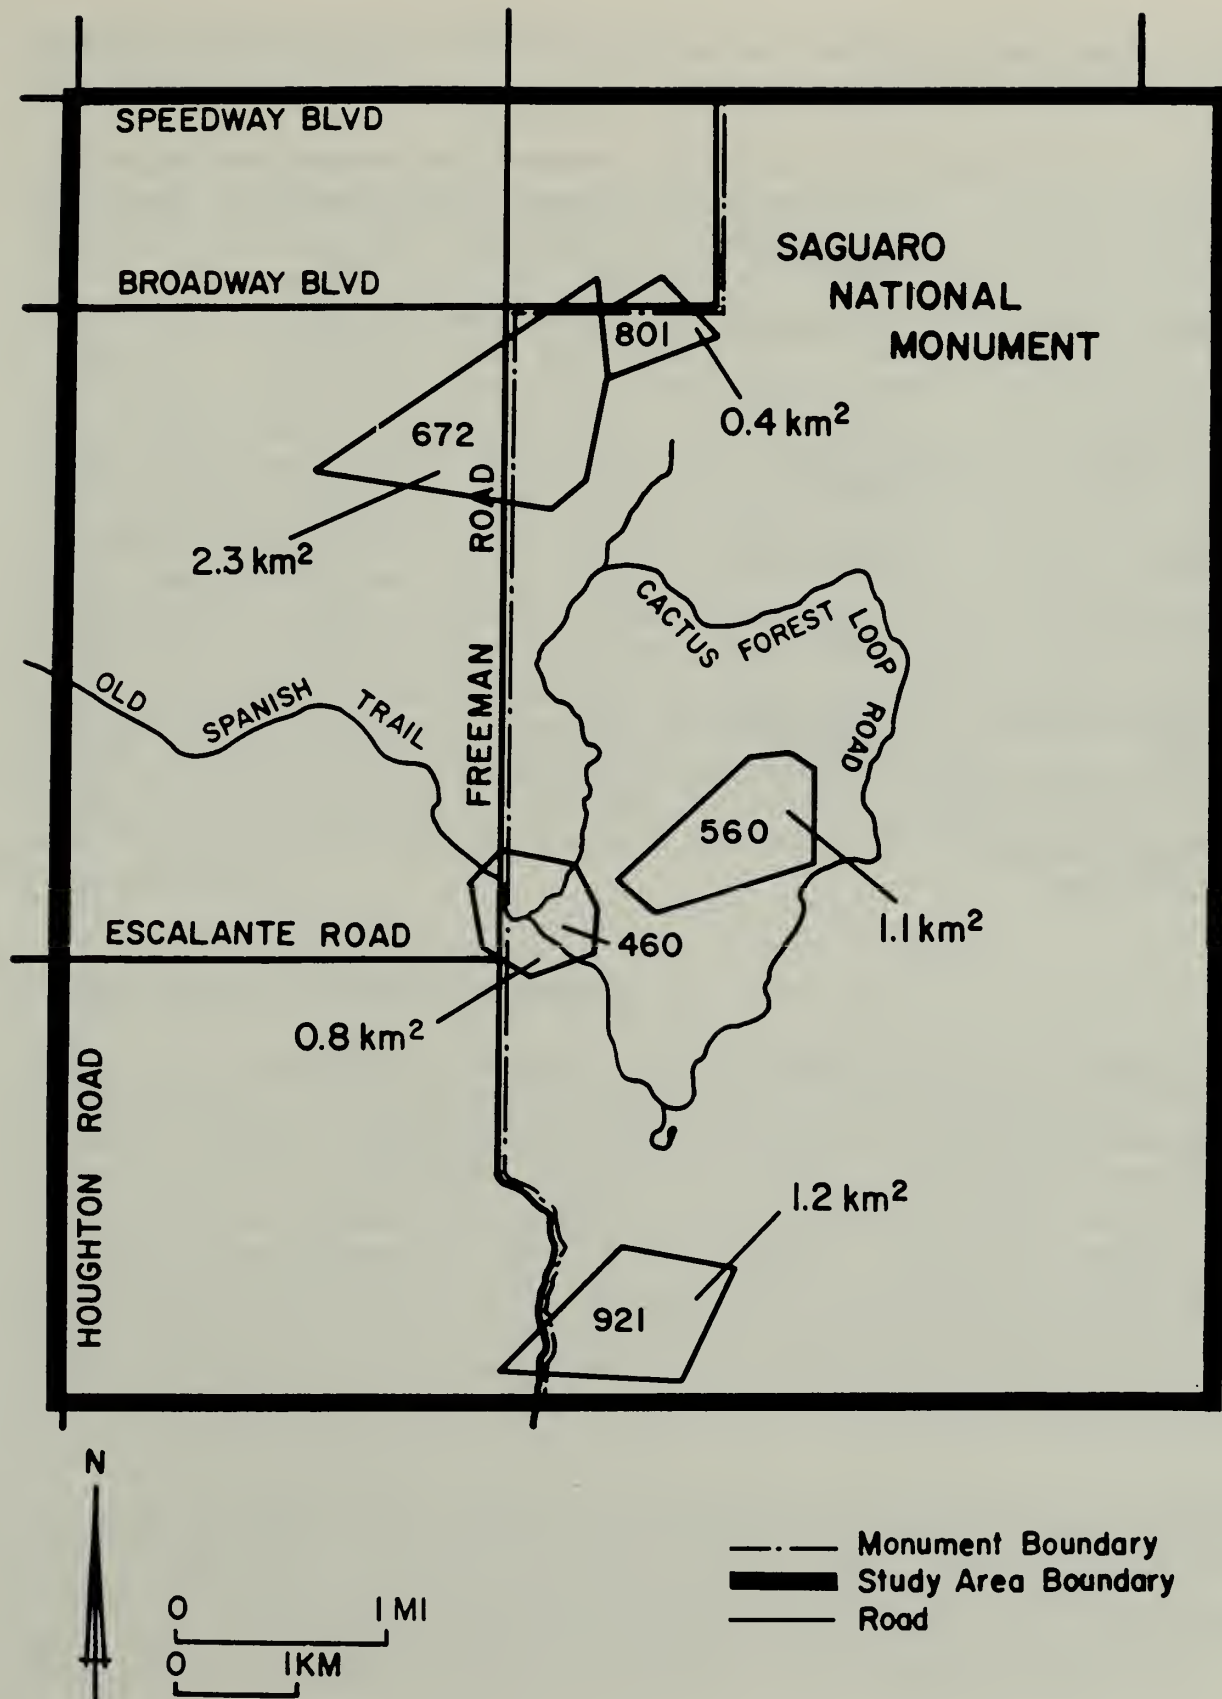 SPEEDWAY BLVD
SAGUARO
NATIONAL
MONUMENT
BROADWAY BLVD
801
0.4 km²
672
2.3 km²
FREEMAN ROAD
CACTUS FOREST LOOP ROAD
OLD SPANISH TRAIL
560
1.1 km²
ESCALANTE ROAD
460
0.8 km²
HOUGHTON ROAD
1.2 km²
921
N
0 1 MI
0 1KM
Monument Boundary
Study Area Boundary
Road